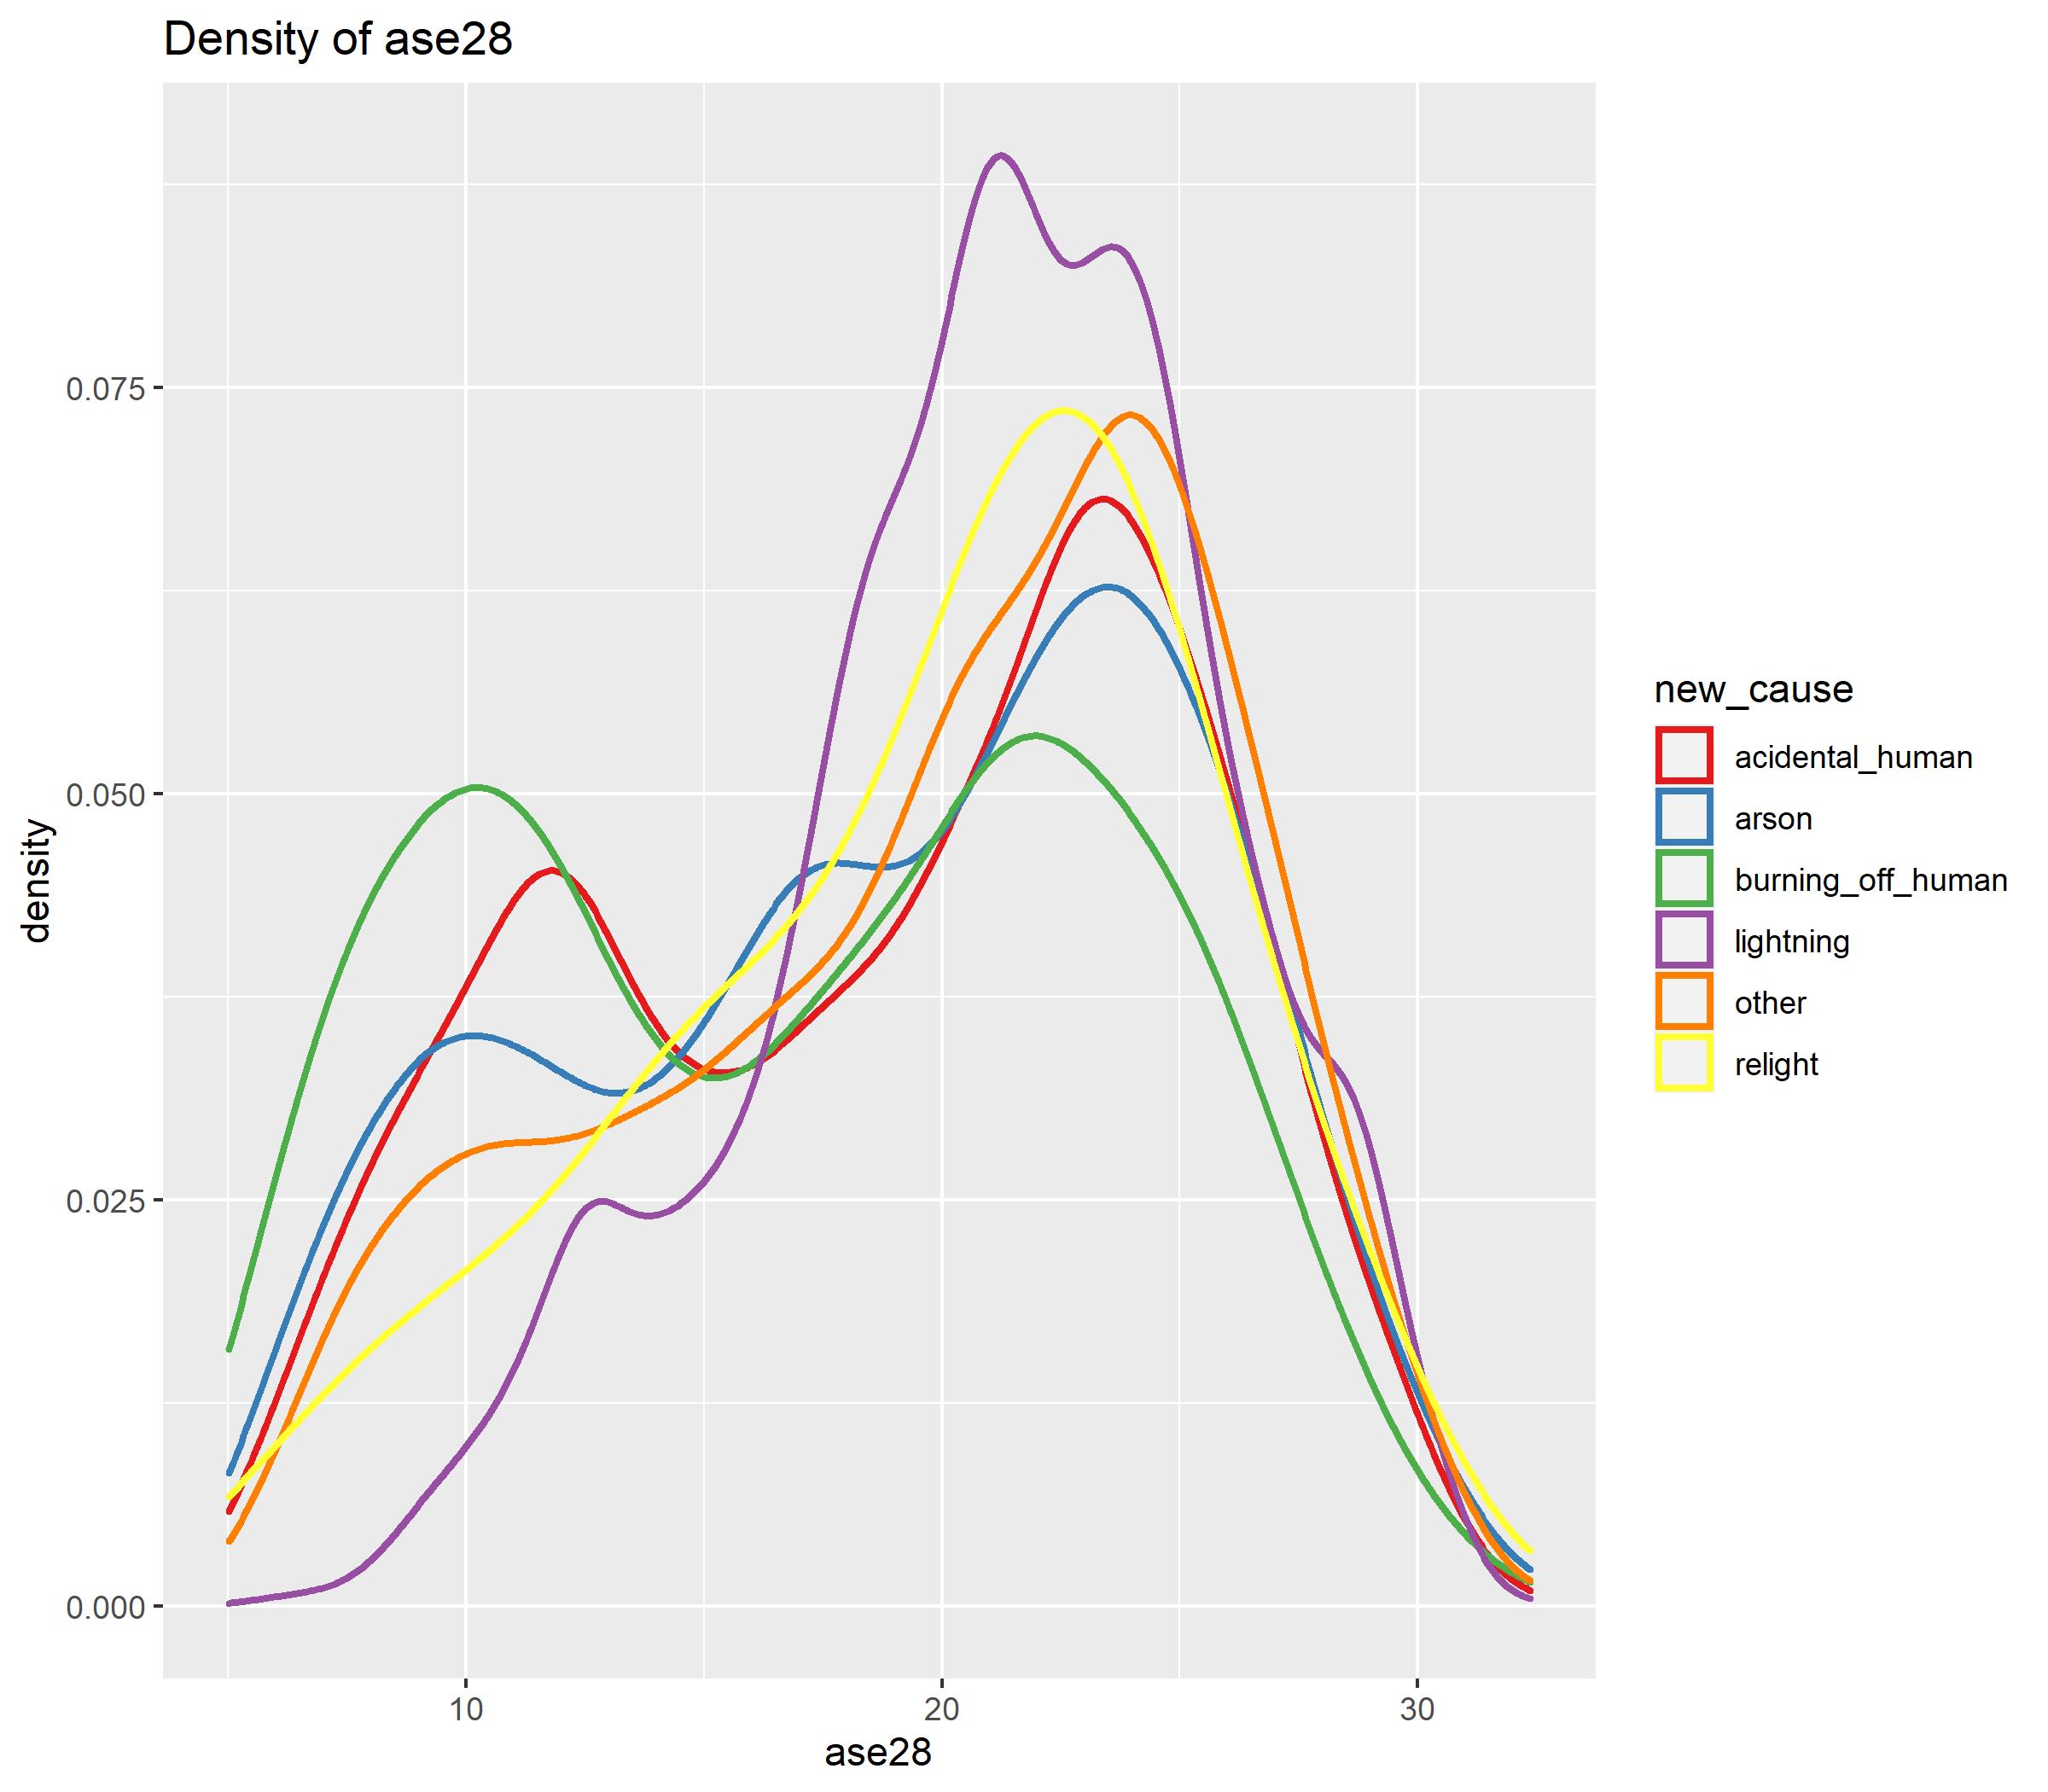 Density of ase28
density
0.075
0.050
0.025
0.000
10 20 30
ase28
new_cause
acidental_human
arson
burning_off_human
lightning
other
relight